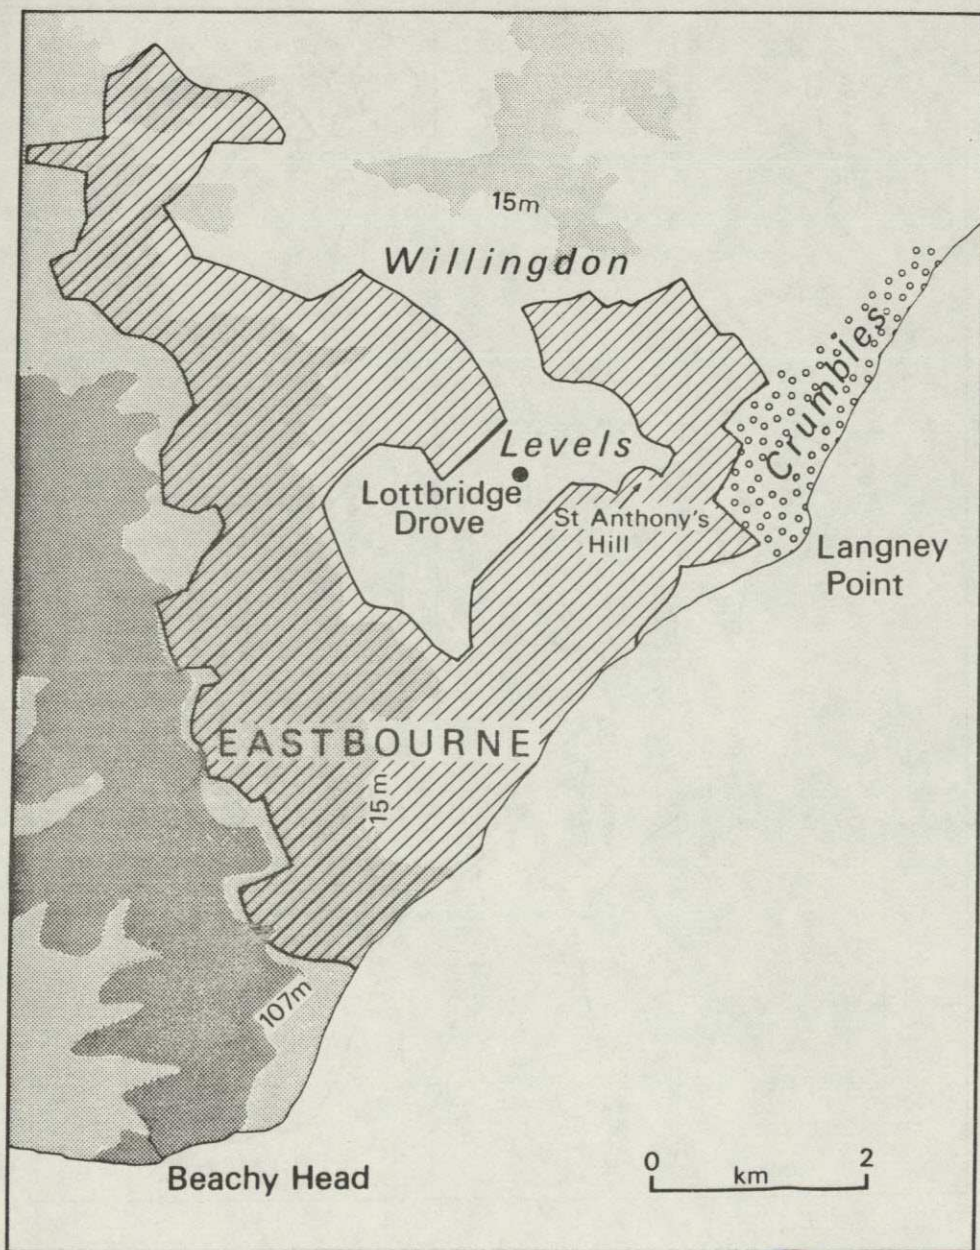 15m
Willingdon
Crumbles
Levels
Lottbridge
Drove
St Anthony's
Hill
Langney
Point
EASTBOURNE
15m
107m
Beachy Head
0 2
km